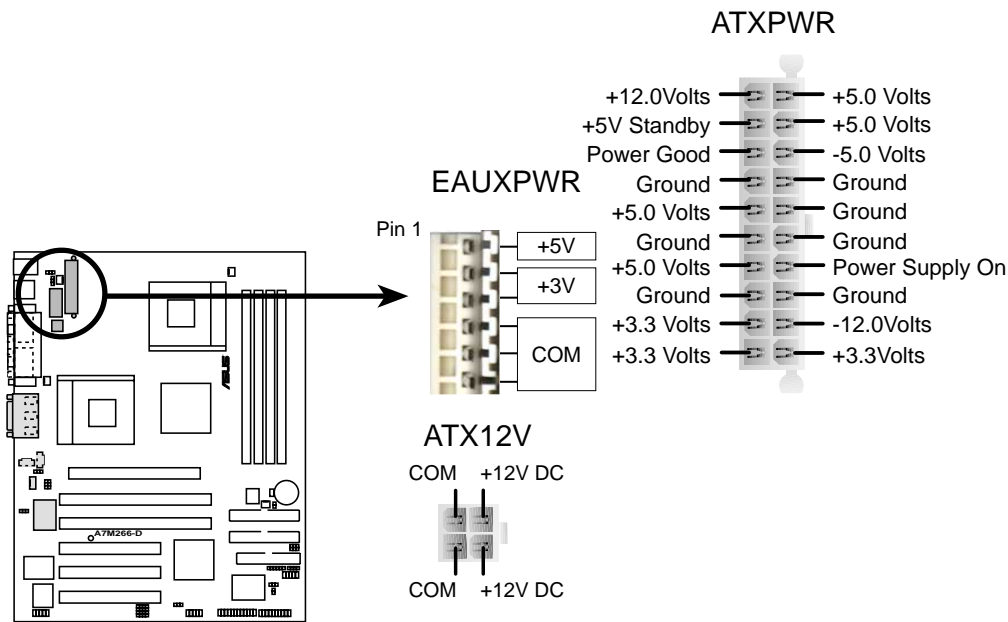 ATXPWR
+12.0Volts
+5.0 Volts
+5V Standby
+5.0 Volts
Power Good
-5.0 Volts
Ground
Ground
+5.0 Volts
Ground
Ground
Ground
+5.0 Volts
Power Supply On
Ground
Ground
+3.3 Volts
-12.0Volts
+3.3 Volts
+3.3Volts
EAUXPWR
Pin 1
+5V
+3V
COM
ATX12V
COM +12V DC
COM +12V DC
ASUS
A7M266-D